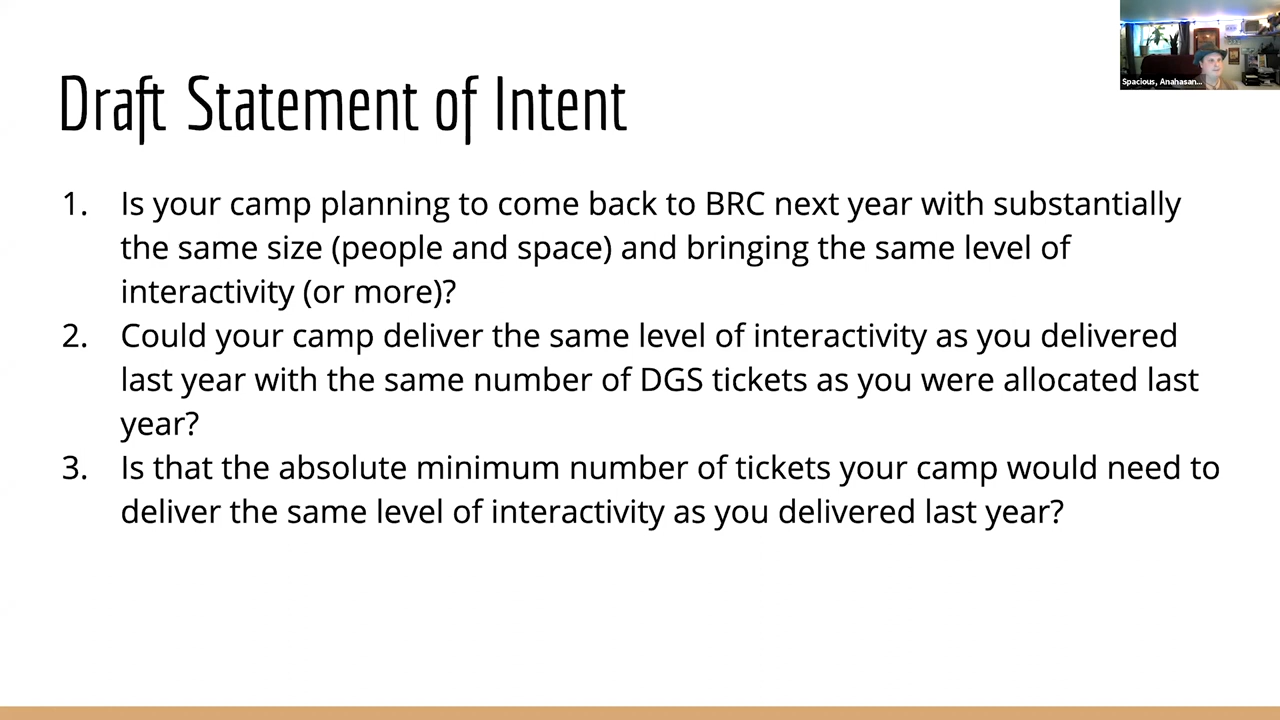 Spacious, Anahasan...
Draft Statement of Intent
1. Is your camp planning to come back to BRC next year with substantially
the same size (people and space) and bringing the same level of
interactivity (or more)?
2. Could your camp deliver the same level of interactivity as you delivered
last year with the same number of DGS tickets as you were allocated last
year?
3. Is that the absolute minimum number of tickets your camp would need to
deliver the same level of interactivity as you delivered last year?